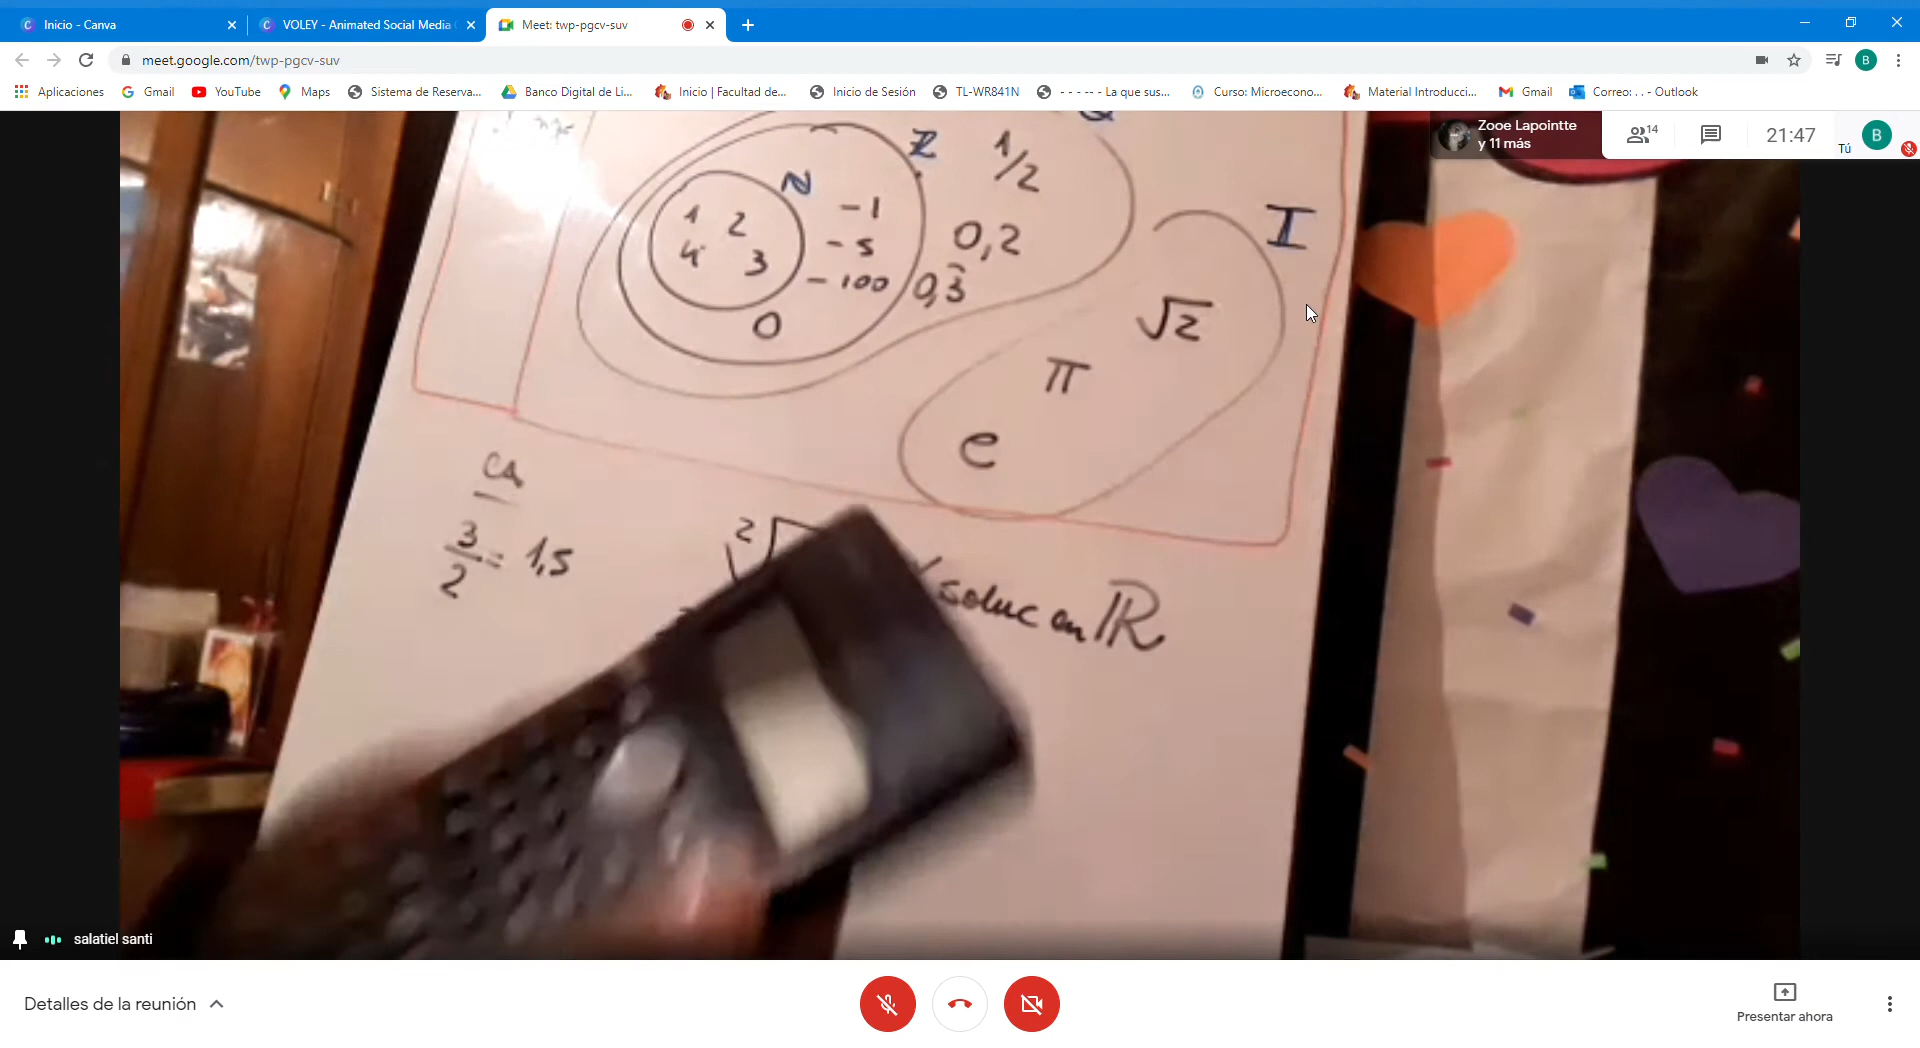 Inicio - Canva
VOLEY - Animated Social Media
Meet: twp-pgcv-suv
meet.google.com/twp-pgcv-suv
B
Aplicaciones
Gmail
YouTube
Maps
Sistema de Reserva...
Banco Digital de Li...
Inicio | Facultad de...
Inicio de Sesión
TL-WR841N
- - - -- - La que sus...
Curso: Microecono...
Material Introducci...
Gmail
Correo: . . - Outlook
Zooe Lapointte
y 11 más
14
21:47
Tú
B
Z
1/2
N
1 2
4 3
-1
-5
-100
0
0,2
0,3̂
I
√2
π
e
CA
3/2 = 1,5
2√
soluc en ℝ
salatiel santi
Detalles de la reunión
Presentar ahora